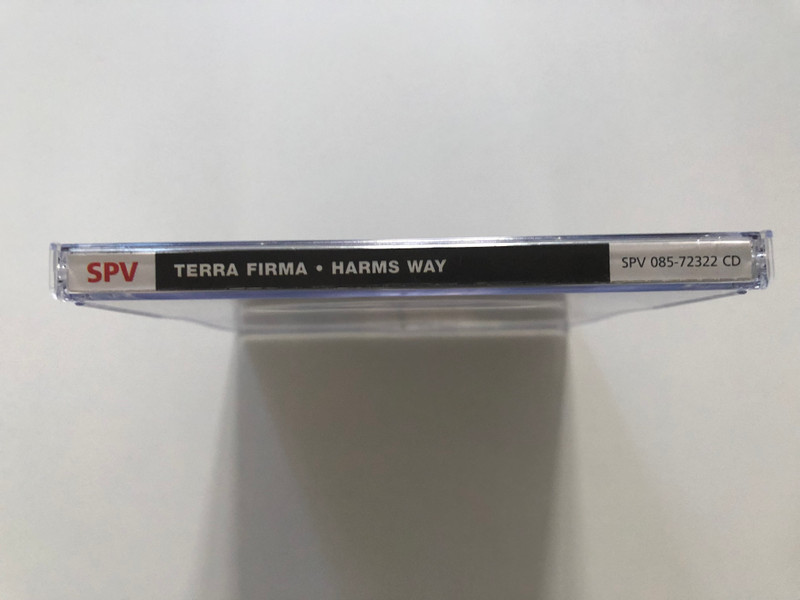 SPV TERRA FIRMA • HARMS WAY SPV 085-72322 CD